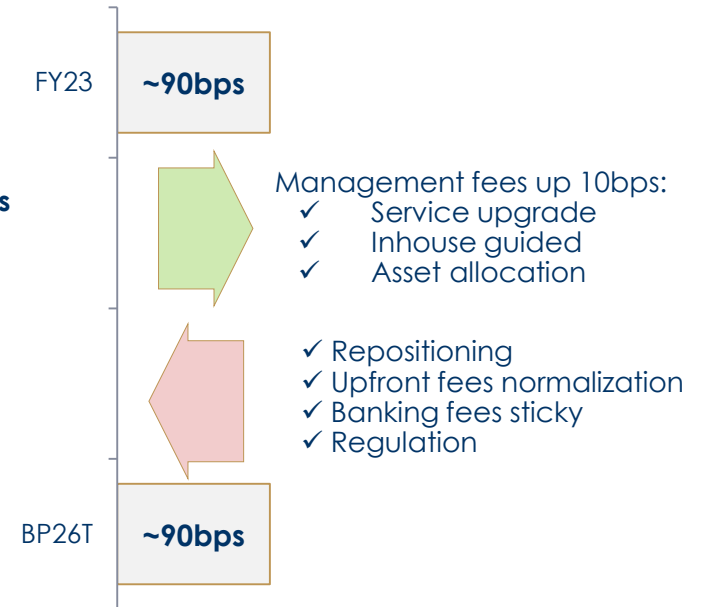 FY23
~90bps
s
Management fees up 10bps:
✓ Service upgrade
✓ Inhouse guided
✓ Asset allocation
✓ Repositioning
✓ Upfront fees normalization
✓ Banking fees sticky
✓ Regulation
BP26T
~90bps